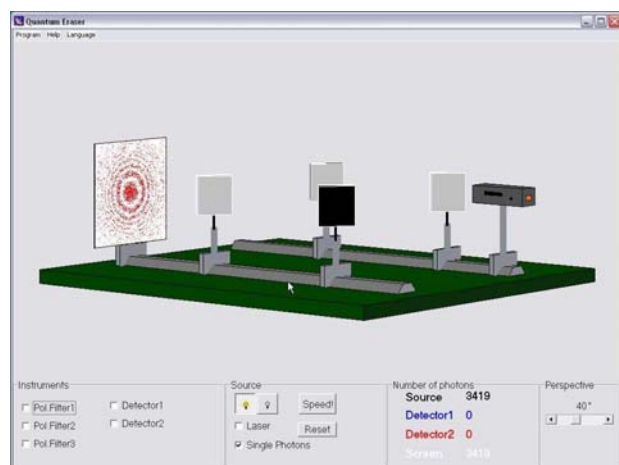 Quantum Eraser
Program Help Language
Instruments
Pol.Filter1
Pol.Filter2
Pol.Filter3
Detector1
Detector2
Source
Speed!
Laser
Reset
Single Photons
Number of photons
Source 3419
Detector1 0
Detector2 0
Screen 3419
Perspective
40°